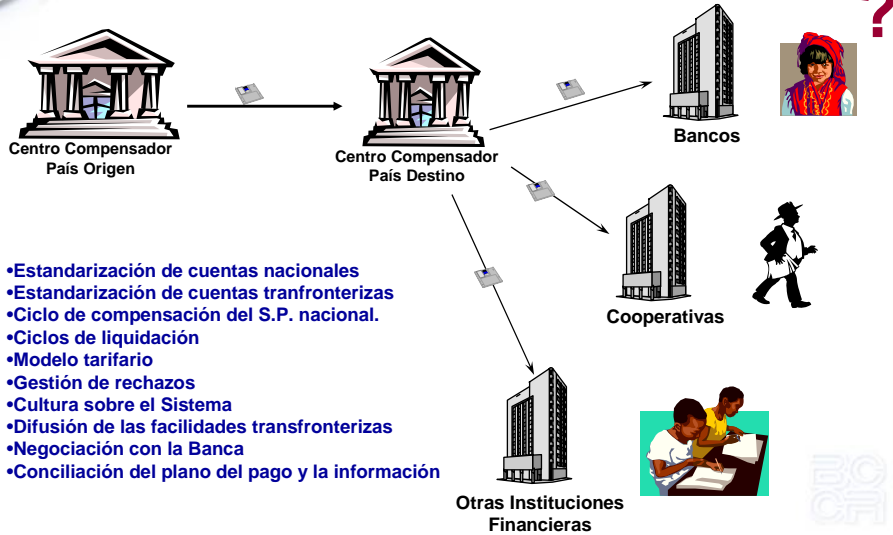 ?
Centro Compensador
País Origen
Centro Compensador
País Destino
Bancos
Cooperativas
Otras Instituciones
Financieras
•Estandarización de cuentas nacionales
•Estandarización de cuentas tranfronterizas
•Ciclo de compensación del S.P. nacional.
•Ciclos de liquidación
•Modelo tarifario
•Gestión de rechazos
•Cultura sobre el Sistema
•Difusión de las facilidades transfronterizas
•Negociación con la Banca
•Conciliación del plano del pago y la información
BC
CR